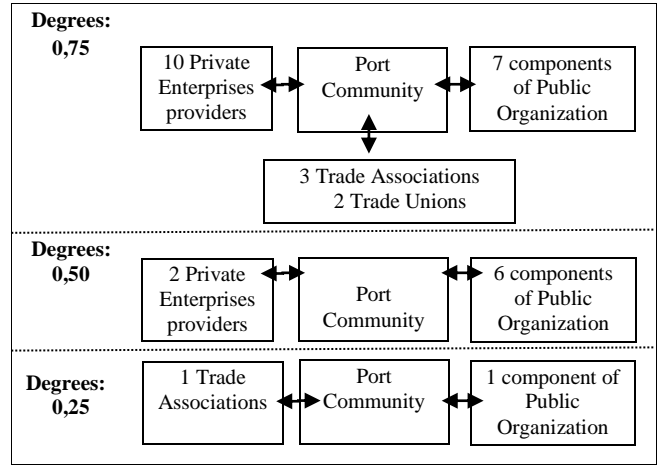 Degrees:
0,75
10 Private
Enterprises
providers
Port
Community
7 components
of Public
Organization
3 Trade Associations
2 Trade Unions
Degrees:
0,50
2 Private
Enterprises
providers
Port
Community
6 components
of Public
Organization
Degrees:
0,25
1 Trade
Associations
Port
Community
1 component of
Public
Organization